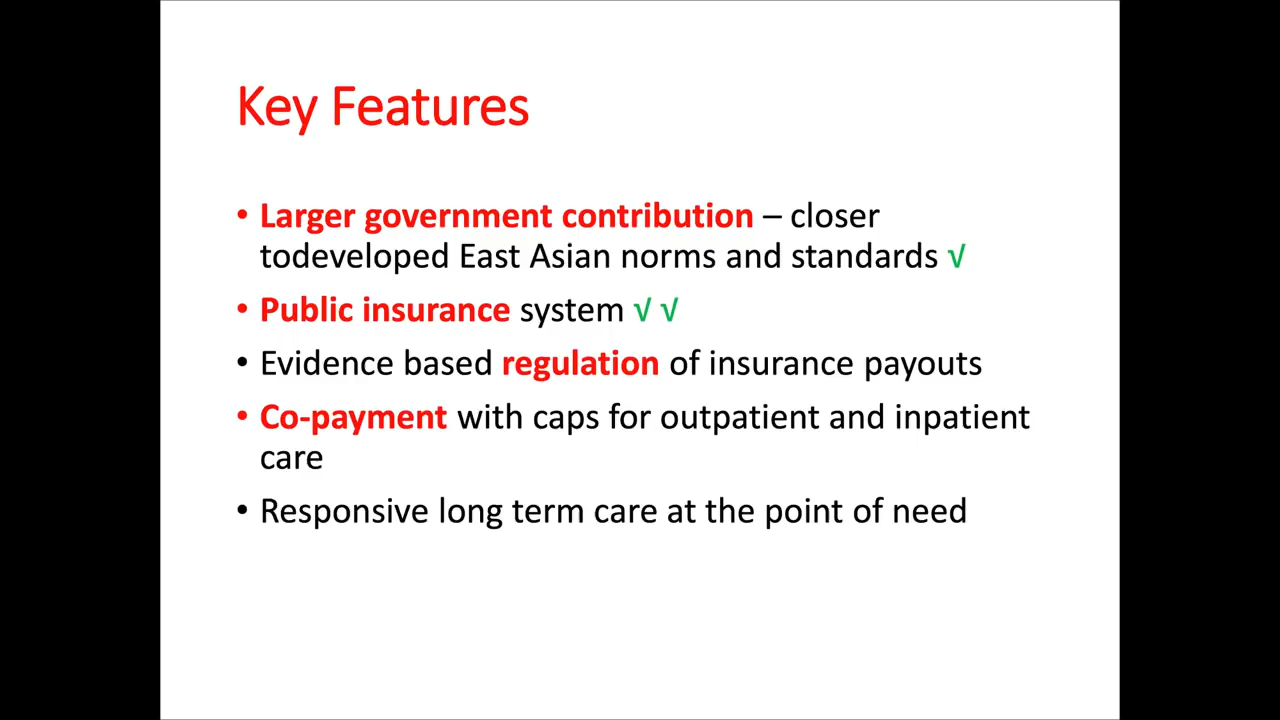 Key Features
• Larger government contribution – closer
todeveloped East Asian norms and standards √
• Public insurance system √ √
• Evidence based regulation of insurance payouts
• Co-payment with caps for outpatient and inpatient
care
• Responsive long term care at the point of need